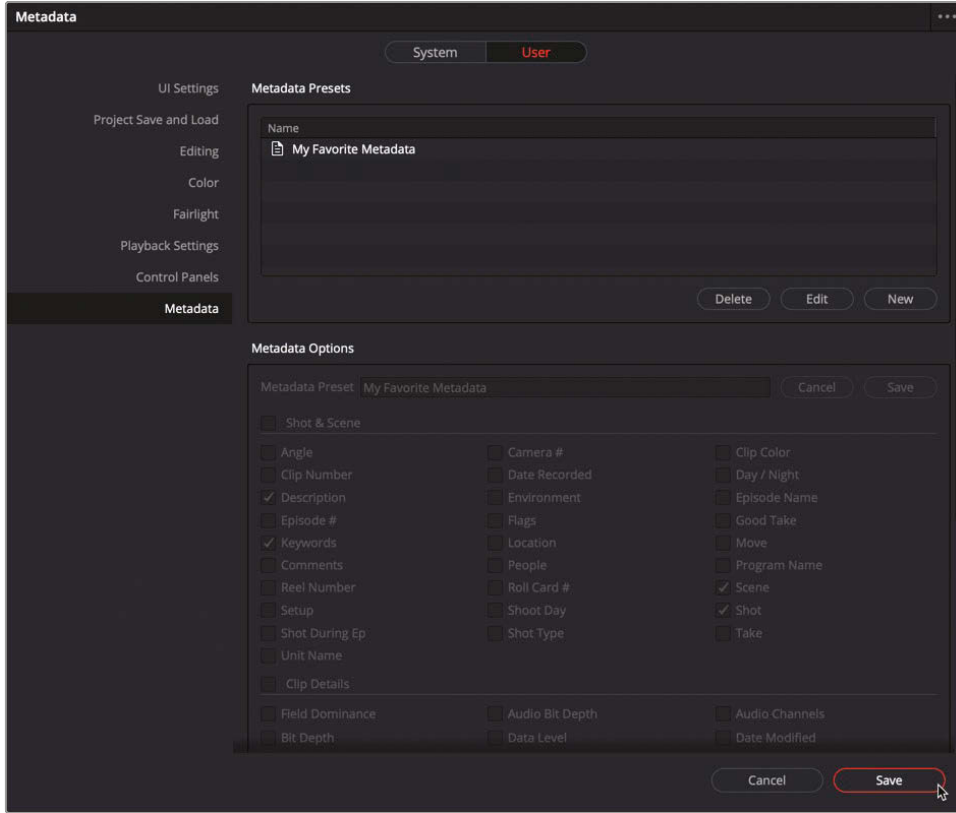 Metadata
System User
UI Settings
Project Save and Load
Editing
Color
Fairlight
Playback Settings
Control Panels
Metadata
Metadata Presets
Name
My Favorite Metadata
Delete Edit New
Metadata Options
Metadata Preset My Favorite Metadata Cancel Save
Shot & Scene
Angle Camera # Clip Color
Clip Number Date Recorded Day / Night
Description Environment Episode Name
Episode # Flags Good Take
Keywords Location Move
Comments People Program Name
Reel Number Roll Card # Scene
Setup Shoot Day Shot
Shot During Ep Shot Type Take
Unit Name
Clip Details
Field Dominance Audio Bit Depth Audio Channels
Bit Depth Data Level Date Modified
Cancel Save